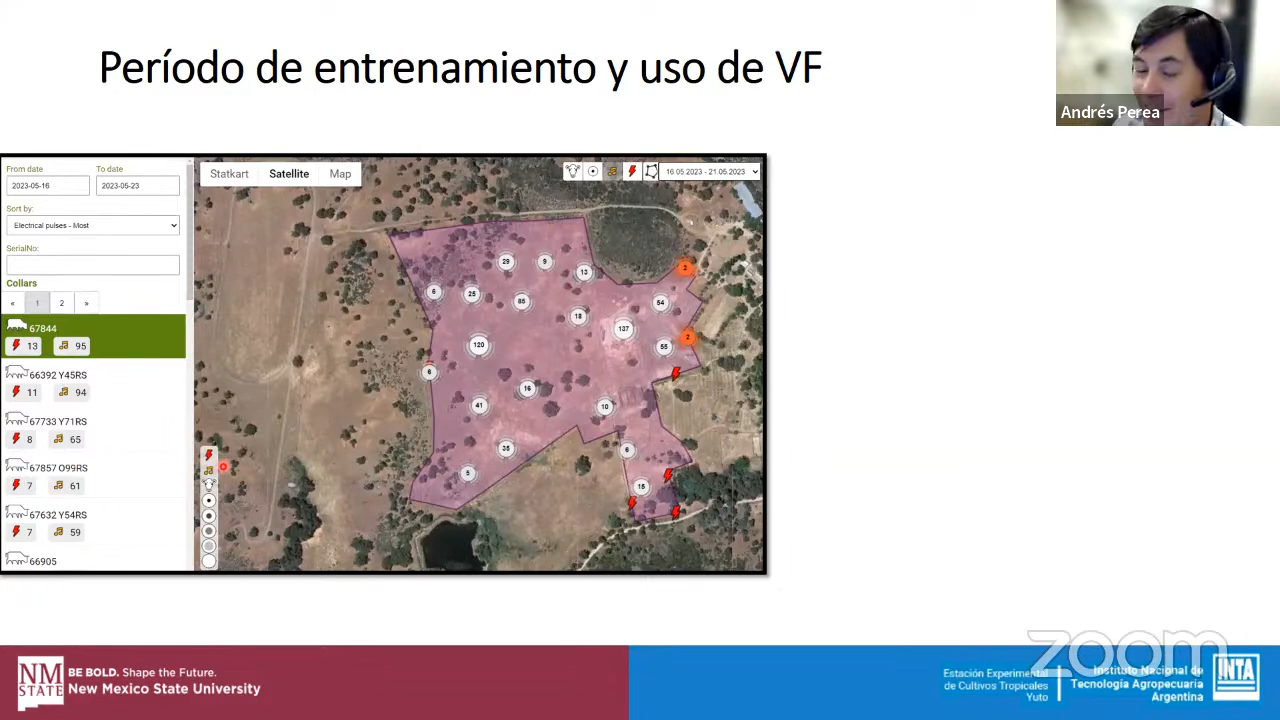 Período de entrenamiento y uso de VF
Andrés Perea
From date
To date
2023-05-16
2023-05-23
Sort by:
Electrical pulses - Most
SerialNo:
Collars
« 1 2 »
67844
13 95
66392 Y45RS
11 94
67733 Y71RS
8 65
67857 O99RS
7 61
67632 Y54RS
7 59
66905
Statkart Satellite Map
16.05.2023 - 21.05.2023
29
9
13
2
6
25
85
54
18
137
2
120
55
6
16
41
10
35
6
5
15
NM
STATE
BE BOLD. Shape the Future.
New Mexico State University
Estación Experimental
de Cultivos Tropicales
Yuto
zoom
Instituto Nacional de
Tecnología Agropecuaria
Argentina
INTA